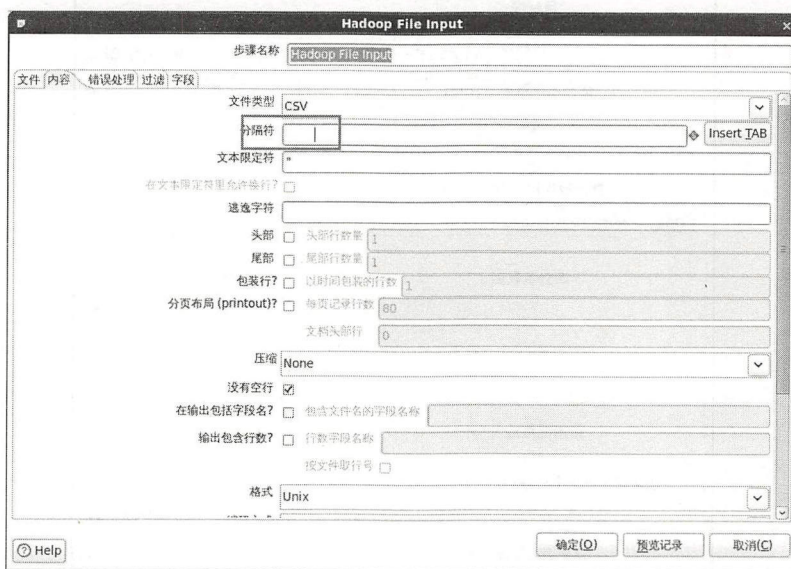 Hadoop File Input
步骤名称 Hadoop File Input
文件 内容 错误处理 过滤 字段
文件类型 CSV
分隔符 Insert TAB
文本限定符 "
在文本限定符里允许换行?
逃逸字符
头部 头部行数量 1
尾部 尾部行数量 1
包装行? 以时间包装的行数 1
分页布局 (printout)? 每页记录行数 80
文档头部行 0
压缩 None
没有空行
在输出包括字段名? 包含文件名的字段名称
输出包含行数? 行数字段名称
按文件取行号
格式 Unix
Help 确定(O) 预览记录 取消(C)